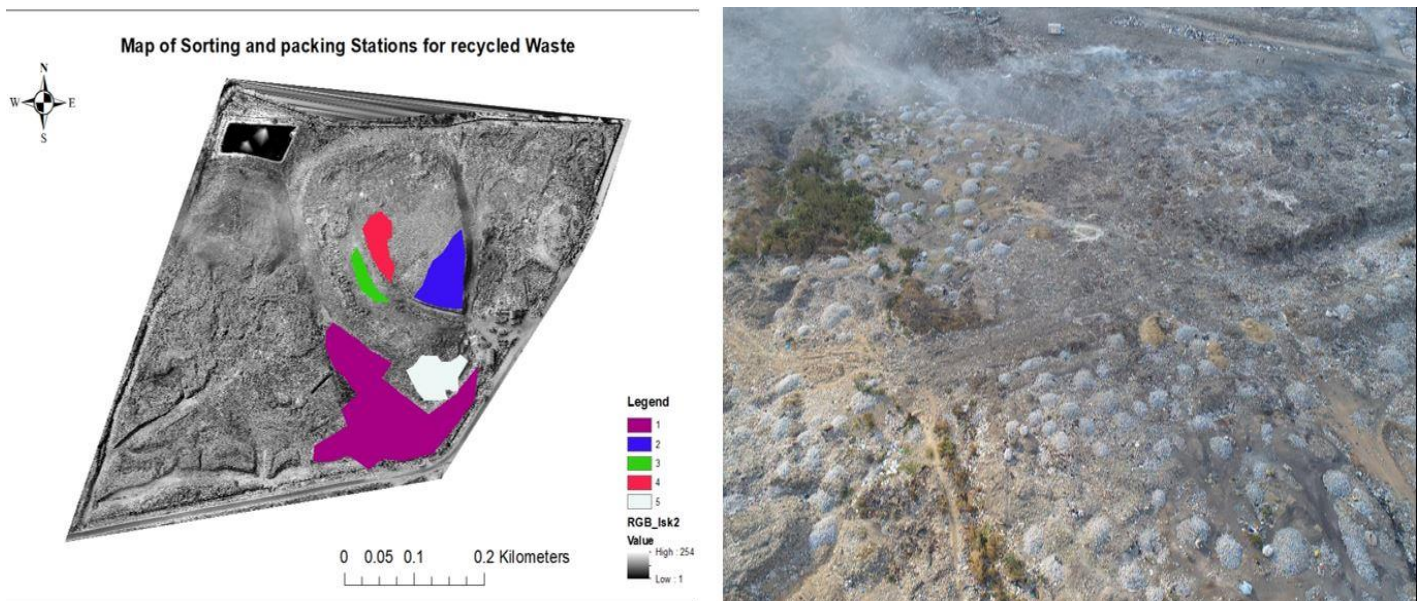 Map of Sorting and packing Stations for recycled Waste
N
W E
S
Legend
1
2
3
4
5
RGB_lsk2
Value
High : 254
Low : 1
0 0.05 0.1 0.2 Kilometers